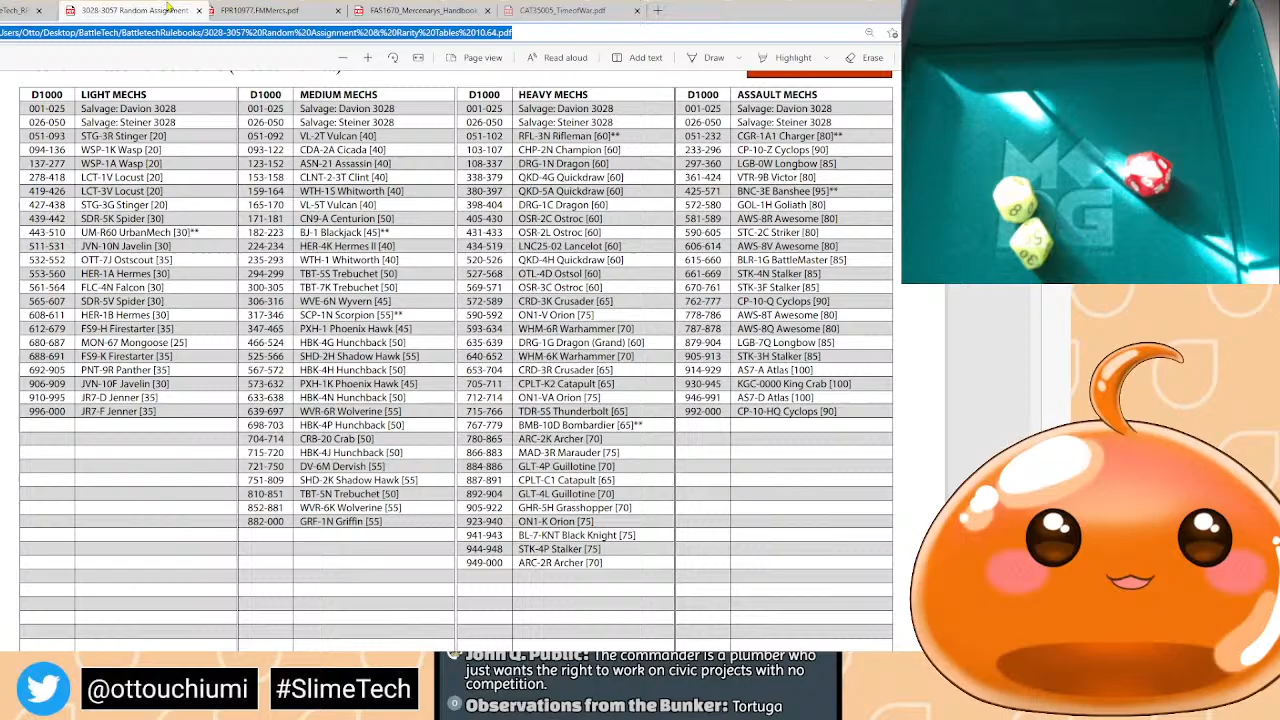 eTech_R
3028-3057 Random Assignment
FPR10977_FMMercs.pdf
FAS1670_Mercenarys_Handbook
CAT35005_TimeofWar.pdf
Users/Otto/Desktop/BattleTech/BattletechRulebooks/3028-3057%20Random%20Assignment%20&%20Rarity%20Tables%2010.64.pdf
Page view
Read aloud
Add text
Draw
Highlight
Erase
D1000 LIGHT MECHS D1000 MEDIUM MECHS D1000 HEAVY MECHS D1000 ASSAULT MECHS
001-025 Salvage: Davion 3028 001-025 Salvage: Davion 3028 001-025 Salvage: Davion 3028 001-025 Salvage: Davion 3028
026-050 Salvage: Steiner 3028 026-050 Salvage: Steiner 3028 026-050 Salvage: Steiner 3028 026-050 Salvage: Steiner 3028
051-093 STG-3R Stinger [20] 051-092 VL-2T Vulcan [40] 051-102 RFL-3N Rifleman [60]** 051-232 CGR-1A1 Charger [80]**
094-136 WSP-1K Wasp [20] 093-122 CDA-2A Cicada [40] 103-107 CHP-2N Champion [60] 233-296 CP-10-Z Cyclops [90]
137-277 WSP-1A Wasp [20] 123-152 ASN-21 Assassin [40] 108-337 DRG-1N Dragon [60] 297-360 LGB-0W Longbow [85]
278-418 LCT-1V Locust [20] 153-158 CLNT-2-3T Clint [40] 338-379 QKD-4G Quickdraw [60] 361-424 VTR-9B Victor [80]
419-426 LCT-3V Locust [20] 159-164 WTH-1S Whitworth [40] 380-397 QKD-5A Quickdraw [60] 425-571 BNC-3E Banshee [95]**
427-438 STG-3G Stinger [20] 165-170 VL-5T Vulcan [40] 398-404 DRG-1C Dragon [60] 572-580 GOL-1H Goliath [80]
439-442 SDR-5K Spider [30] 171-181 CN9-A Centurion [50] 405-430 OSR-2C Ostroc [60] 581-589 AWS-8R Awesome [80]
443-510 UM-R60 UrbanMech [30]** 182-223 BJ-1 Blackjack [45]** 431-433 OSR-2L Ostroc [60] 590-605 STC-2C Striker [80]
511-531 JVN-10N Javelin [30] 224-234 HER-4K Hermes II [40] 434-519 LNC25-02 Lancelot [60] 606-614 AWS-8V Awesome [80]
532-552 OTT-7J Ostscout [35] 235-293 WTH-1 Whitworth [40] 520-526 QKD-4H Quickdraw [60] 615-660 BLR-1G BattleMaster [85]
553-560 HER-1A Hermes [30] 294-299 TBT-5S Trebuchet [50] 527-568 OTL-4D Ostsol [60] 661-669 STK-4N Stalker [85]
561-564 FLC-4N Falcon [30] 300-305 TBT-7K Trebuchet [50] 569-571 OSR-3C Ostroc [60] 670-761 STK-3F Stalker [85]
565-607 SDR-5V Spider [30] 306-316 WVE-6N Wyvern [45] 572-589 CRD-3K Crusader [65] 762-777 CP-10-Q Cyclops [90]
608-611 HER-1B Hermes [30] 317-346 SCP-1N Scorpion [55]** 590-592 ON1-V Orion [75] 778-786 AWS-8T Awesome [80]
612-679 FS9-H Firestarter [35] 347-465 PXH-1 Phoenix Hawk [45] 593-634 WHM-6R Warhammer [70] 787-878 AWS-8Q Awesome [80]
680-687 MON-67 Mongoose [25] 466-524 HBK-4G Hunchback [50] 635-639 DRG-1G Dragon (Grand) [60] 879-904 LGB-7Q Longbow [85]
688-691 FS9-K Firestarter [35] 525-566 SHD-2H Shadow Hawk [55] 640-652 WHM-6K Warhammer [70] 905-913 STK-3H Stalker [85]
692-905 PNT-9R Panther [35] 567-572 HBK-4H Hunchback [50] 653-704 CRD-3R Crusader [65] 914-929 AS7-A Atlas [100]
906-909 JVN-10F Javelin [30] 573-632 PXH-1K Phoenix Hawk [45] 705-711 CPLT-K2 Catapult [65] 930-945 KGC-0000 King Crab [100]
910-995 JR7-D Jenner [35] 633-638 HBK-4N Hunchback [50] 712-714 ON1-VA Orion [75] 946-991 AS7-D Atlas [100]
996-000 JR7-F Jenner [35] 639-697 WVR-6R Wolverine [55] 715-766 TDR-5S Thunderbolt [65] 992-000 CP-10-HQ Cyclops [90]
698-703 HBK-4P Hunchback [50] 767-779 BMB-10D Bombardier [65]**
704-714 CRB-20 Crab [50] 780-865 ARC-2K Archer [70]
715-720 HBK-4J Hunchback [50] 866-883 MAD-3R Marauder [75]
721-750 DV-6M Dervish [55] 884-886 GLT-4P Guillotine [70]
751-809 SHD-2K Shadow Hawk [55] 887-891 CPLT-C1 Catapult [65]
810-851 TBT-5N Trebuchet [50] 892-904 GLT-4L Guillotine [70]
852-881 WVR-6K Wolverine [55] 905-922 GHR-5H Grasshopper [70]
882-000 GRF-1N Griffin [55] 923-940 ON1-K Orion [75]
941-943 BL-7-KNT Black Knight [75]
944-948 STK-4P Stalker [75]
949-000 ARC-2R Archer [70]
8
30
@ottouchiumi
#SlimeTech
John Q. Public: The commander is a plumber who
just wants the right to work on civic projects with no
competition.
O Observations from the Bunker: Tortuga